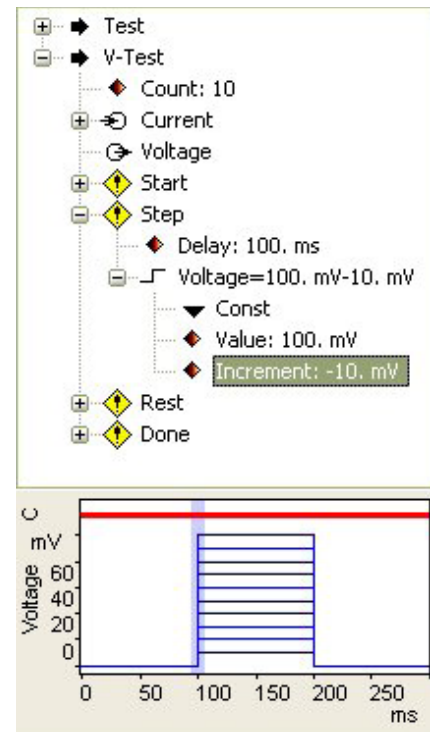 Test
V-Test
Count: 10
Current
Voltage
Start
Step
Delay: 100. ms
Voltage=100. mV-10. mV
Const
Value: 100. mV
Increment: -10. mV
Rest
Done
C
mV
60
40
20
0
Voltage
0 50 100 150 200 250
ms